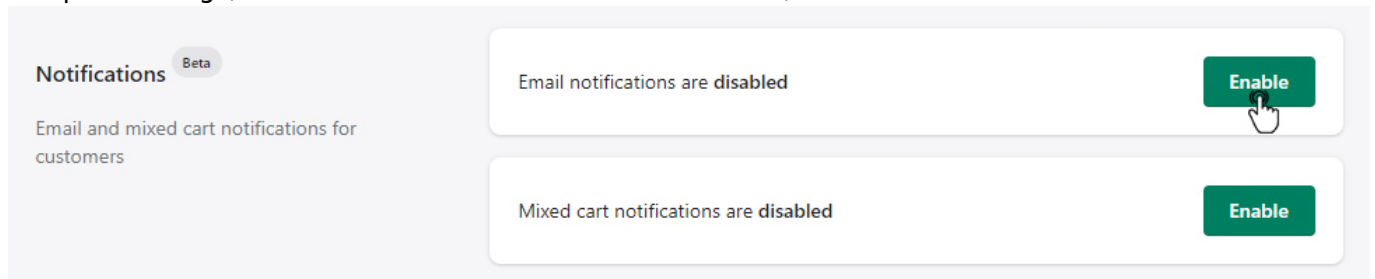 Notifications Beta
Email and mixed cart notifications for
customers
Email notifications are disabled
Enable
Mixed cart notifications are disabled
Enable